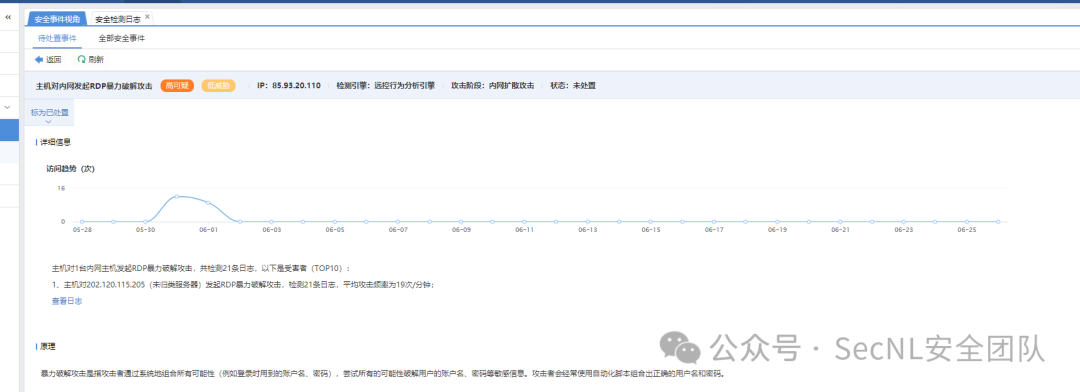 安全事件视角 安全检测日志 ×
待处置事件 全部安全事件
返回 刷新
主机对内网发起RDP暴力破解攻击 高可疑 低威胁 IP：85.93.20.110 检测引擎：远控行为分析引擎 攻击阶段：内网扩散攻击 状态：未处置
标为已处置
详细信息
访问趋势（次）
16
0
05-28 05-30 06-01 06-03 06-05 06-07 06-09 06-11 06-13 06-15 06-17 06-19 06-21 06-23 06-25
主机对1台内网主机发起RDP暴力破解攻击，共检测21条日志，以下是受害者（TOP10）：
1、主机对202.120.115.205（未归类服务器）发起RDP暴力破解攻击，检测21条日志，平均攻击频率为19次/分钟；
查看日志
原理
公众号 · SecNL安全团队
暴力破解攻击是指攻击者通过系统地组合所有可能性（例如登录时用到的账户名、密码），尝试所有的可能性破解用户的账户名、密码等敏感信息。攻击者会经常使用自动化脚本组合出正确的用户名和密码。